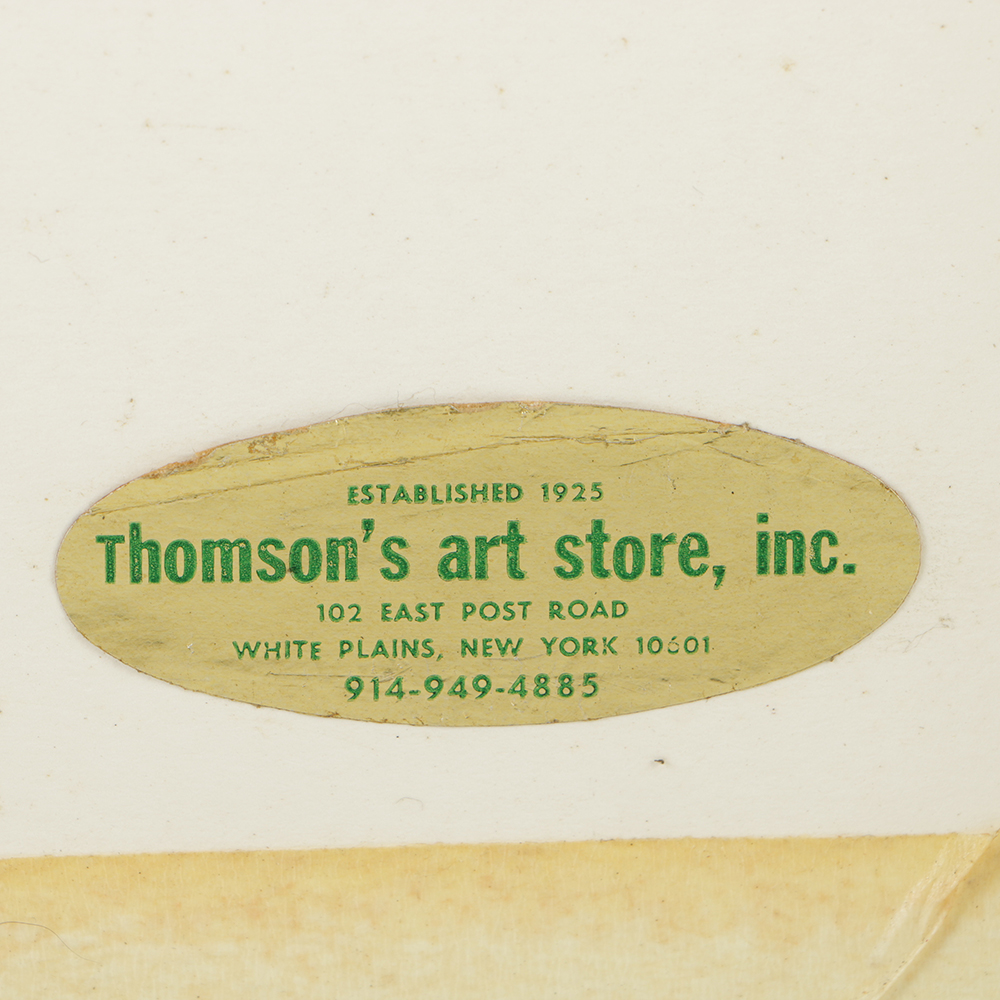 ESTABLISHED 1925
Thomson's art store, inc.
102 EAST POST ROAD
WHITE PLAINS, NEW YORK 10601
914-949-4885